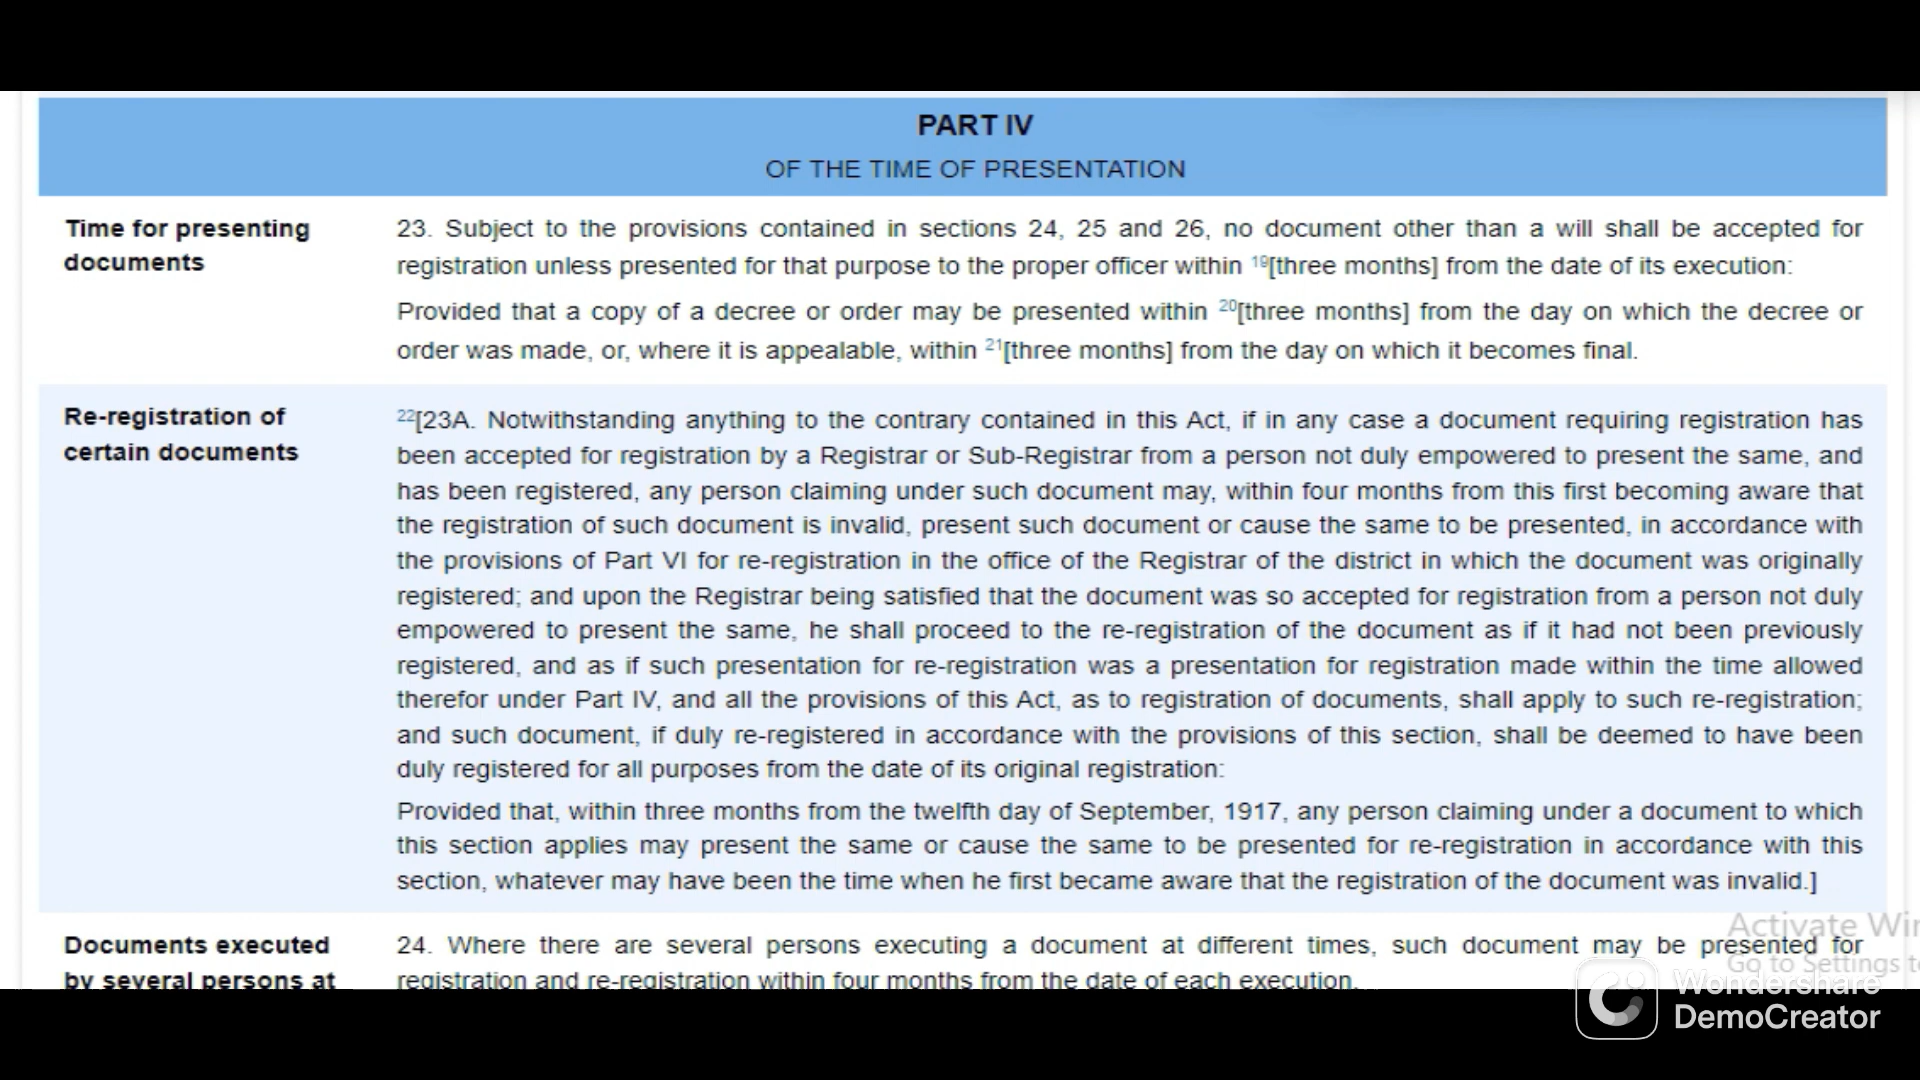 PART IV
OF THE TIME OF PRESENTATION
Time for presenting
documents
23. Subject to the provisions contained in sections 24, 25 and 26, no document other than a will shall be accepted for
registration unless presented for that purpose to the proper officer within 19[three months] from the date of its execution:
Provided that a copy of a decree or order may be presented within 20[three months] from the day on which the decree or
order was made, or, where it is appealable, within 21[three months] from the day on which it becomes final.
Re-registration of
certain documents
22[23A. Notwithstanding anything to the contrary contained in this Act, if in any case a document requiring registration has
been accepted for registration by a Registrar or Sub-Registrar from a person not duly empowered to present the same, and
has been registered, any person claiming under such document may, within four months from this first becoming aware that
the registration of such document is invalid, present such document or cause the same to be presented, in accordance with
the provisions of Part VI for re-registration in the office of the Registrar of the district in which the document was originally
registered; and upon the Registrar being satisfied that the document was so accepted for registration from a person not duly
empowered to present the same, he shall proceed to the re-registration of the document as if it had not been previously
registered, and as if such presentation for re-registration was a presentation for registration made within the time allowed
therefor under Part IV, and all the provisions of this Act, as to registration of documents, shall apply to such re-registration;
and such document, if duly re-registered in accordance with the provisions of this section, shall be deemed to have been
duly registered for all purposes from the date of its original registration:
Provided that, within three months from the twelfth day of September, 1917, any person claiming under a document to which
this section applies may present the same or cause the same to be presented for re-registration in accordance with this
section, whatever may have been the time when he first became aware that the registration of the document was invalid.]
Documents executed
by several persons at
24. Where there are several persons executing a document at different times, such document may be presented for
registration and re-registration within four months from the date of each execution.
Activate Win
Go to Settings t
Wondershare
DemoCreator